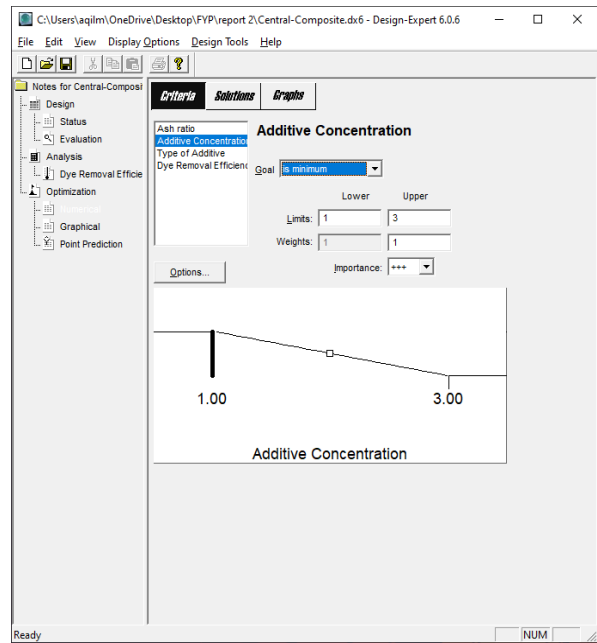 C:\Users\aqilm\OneDrive\Desktop\FYP\report 2\Central-Composite.dx6 - Design-Expert 6.0.6
File Edit View Display Options Design Tools Help
Notes for Central-Composi
Design
Status
Evaluation
Analysis
Dye Removal Efficie
Optimization
Numerical
Graphical
Point Prediction
Criteria Solutions Graphs
Ash ratio
Additive Concentration
Type of Additive
Dye Removal Efficienc
Additive Concentration
Goal is minimum
Lower Upper
Limits: 1 3
Weights: 1 1
Importance: +++
Options...
1.00 3.00
Additive Concentration
Ready NUM